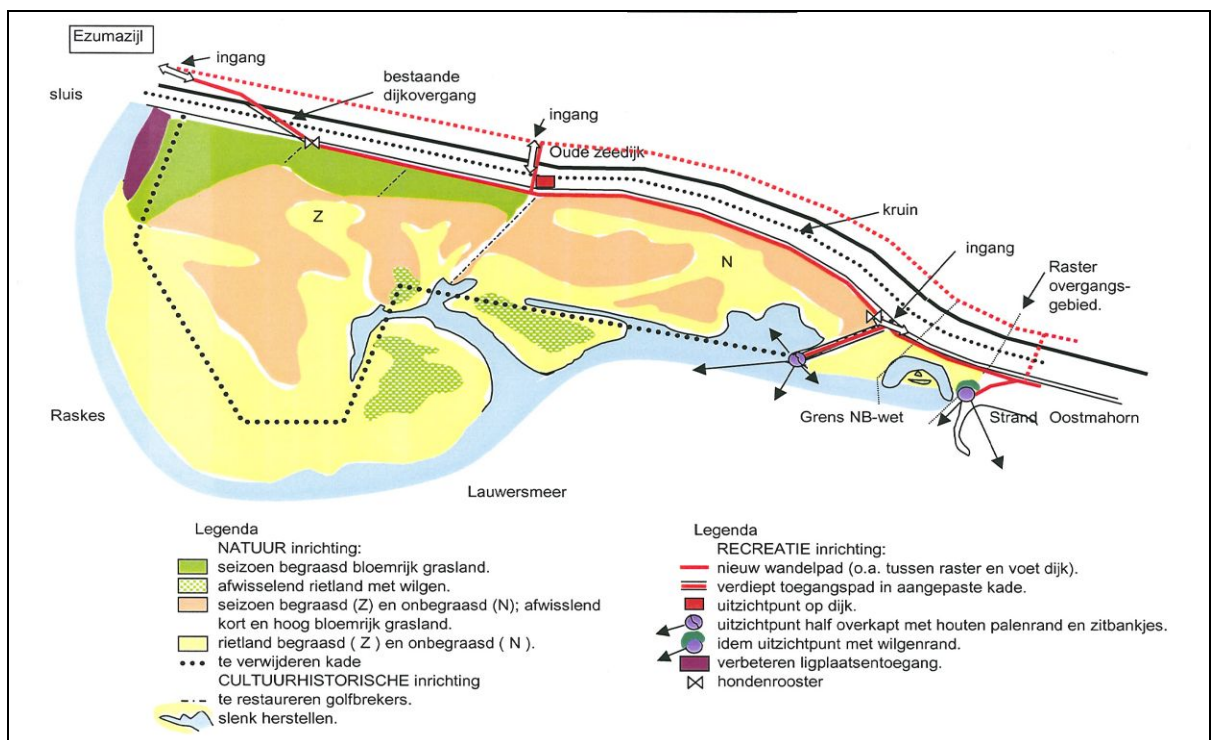 Ezumazijl
ingang
sluis
bestaande
dijkovergang
ingang
Oude zeedijk
kruin
ingang
Raster
overgangs-
gebied.
Z
N
Raskes
Grens NB-wet
Strand Oostmahorn
Lauwersmeer
Legenda
NATUUR inrichting:
seizoen begraasd bloemrijk grasland.
afwisselend rietland met wilgen.
seizoen begraasd (Z) en onbegraasd (N); afwisslend
kort en hoog bloemrijk grasland.
rietland begraasd ( Z ) en onbegraasd ( N ).
te verwijderen kade
CULTUURHISTORISCHE inrichting
te restaureren golfbrekers.
slenk herstellen.
Legenda
RECREATIE inrichting:
nieuw wandelpad (o.a. tussen raster en voet dijk).
verdiept toegangspad in aangepaste kade.
uitzichtpunt op dijk.
uitzichtpunt half overkapt met houten palenrand en zitbankjes.
idem uitzichtpunt met wilgenrand.
verbeteren ligplaatsentoegang.
hondenrooster